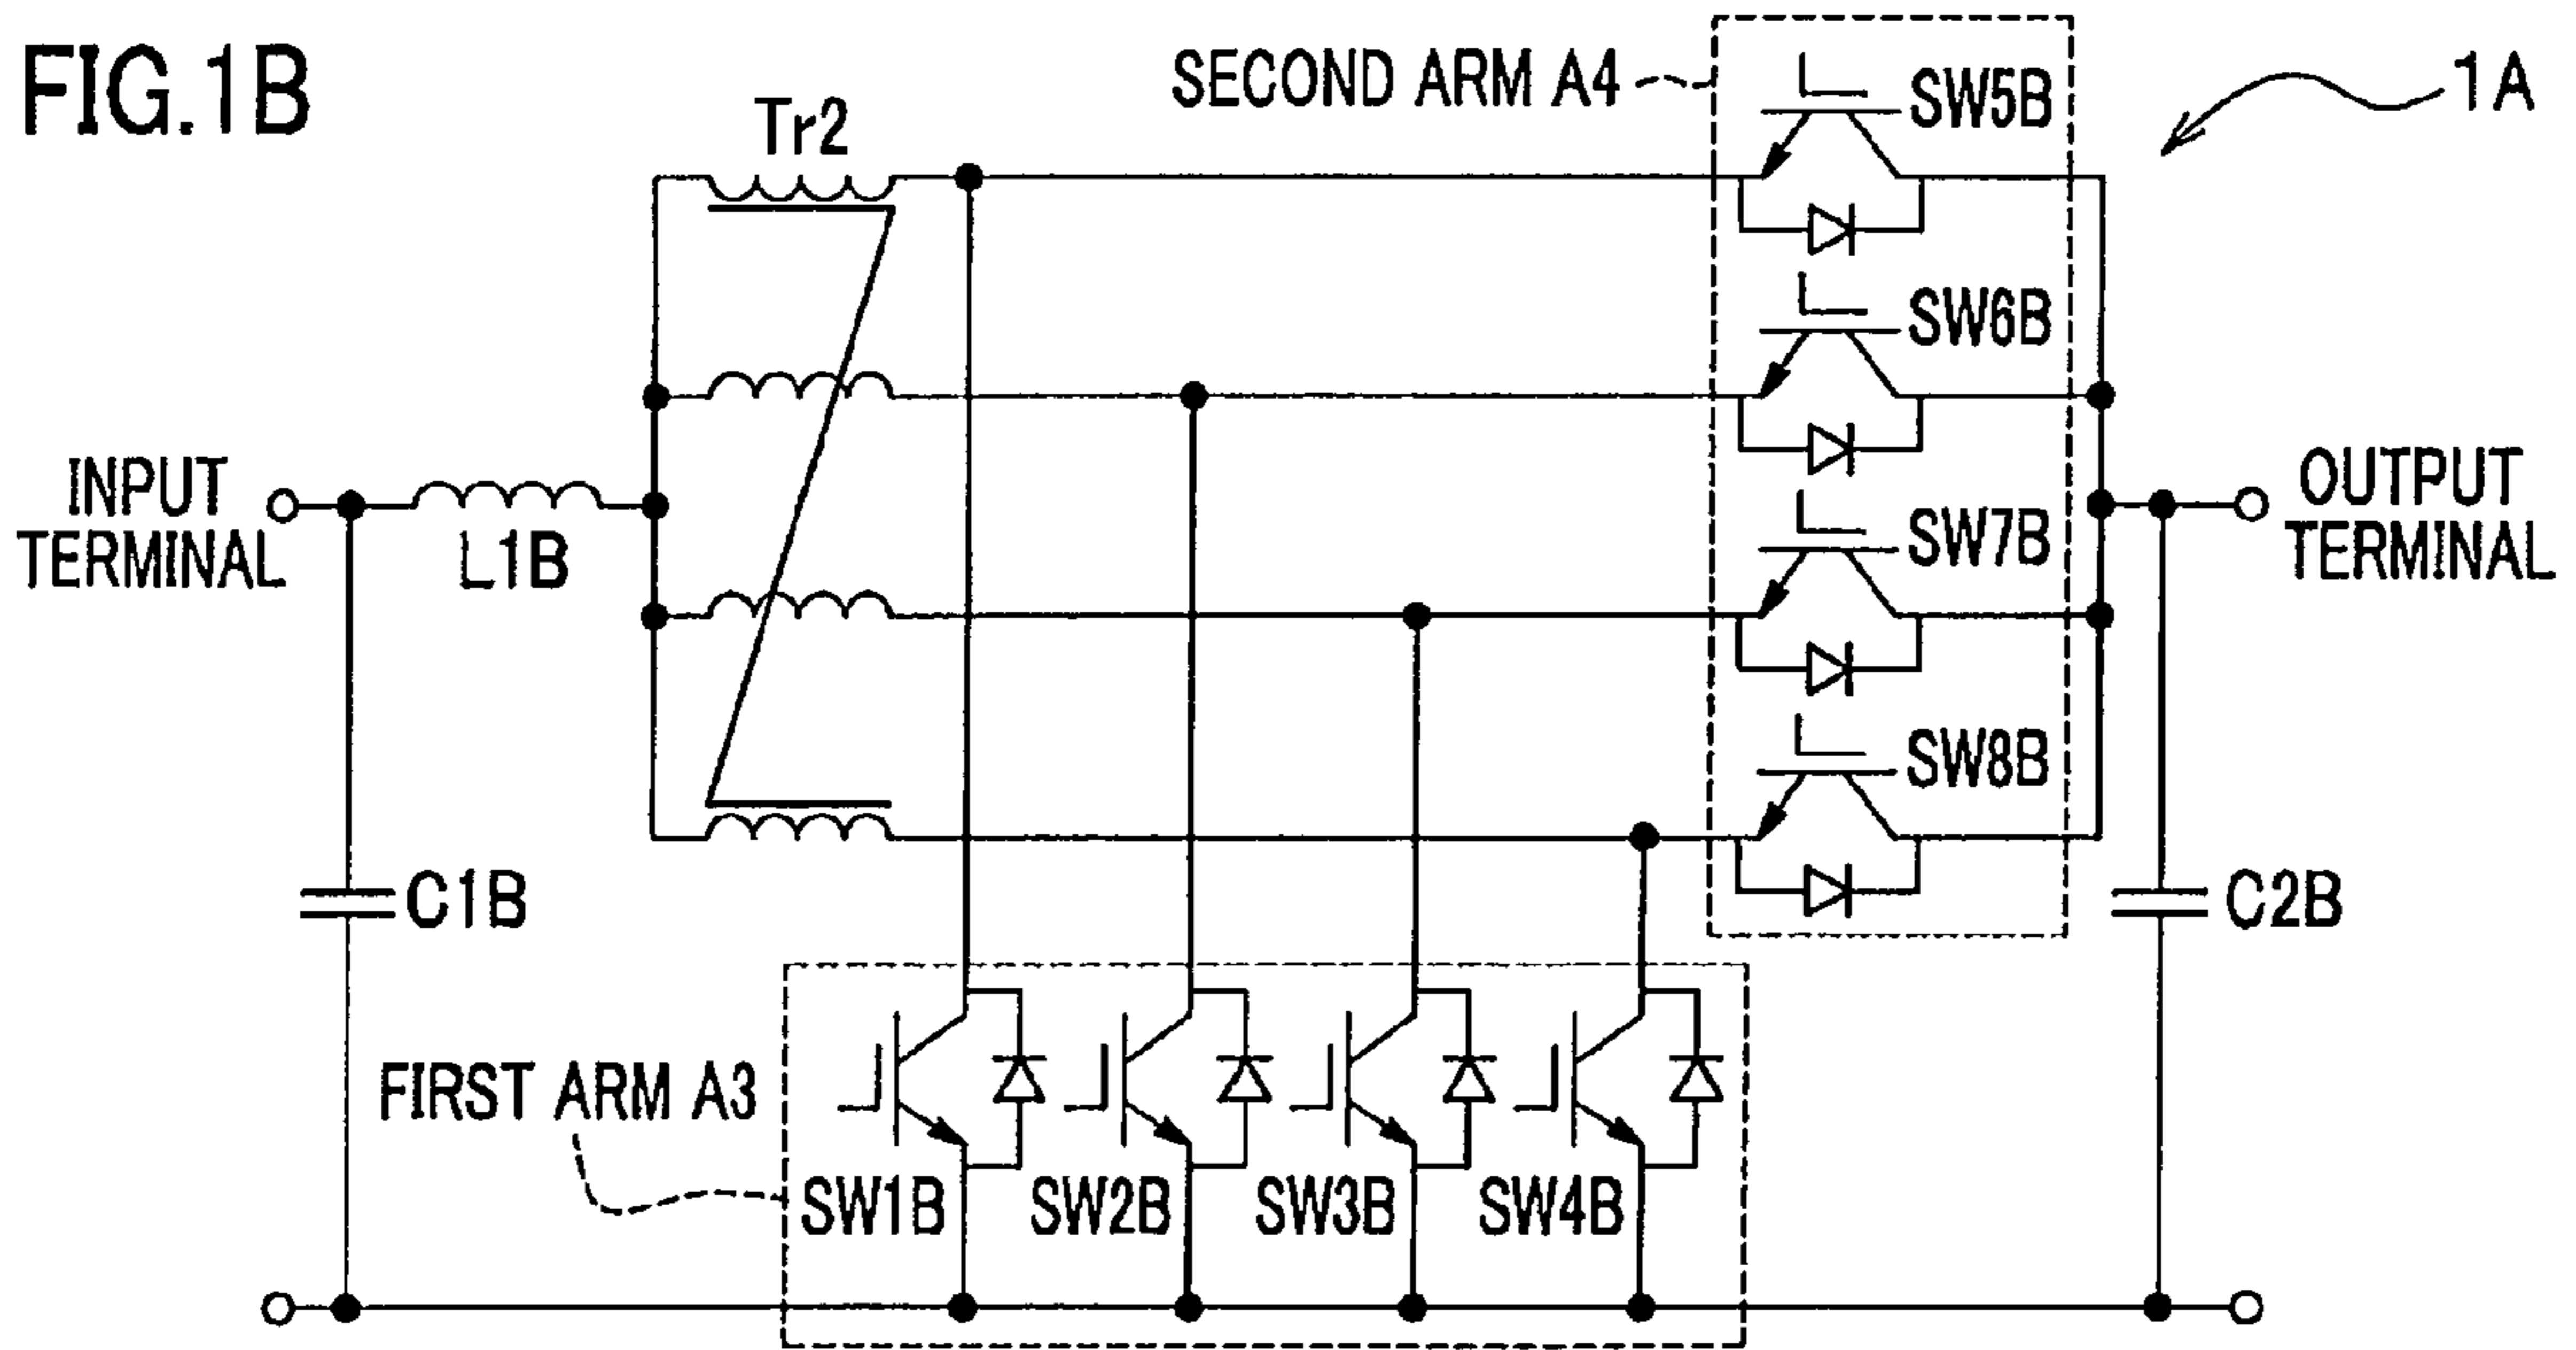 FIG.1B
SECOND ARM A4
1A
Tr2
SW5B
SW6B
INPUT
TERMINAL
L1B
SW7B
OUTPUT
TERMINAL
SW8B
C1B
C2B
FIRST ARM A3
SW1B
SW2B
SW3B
SW4B